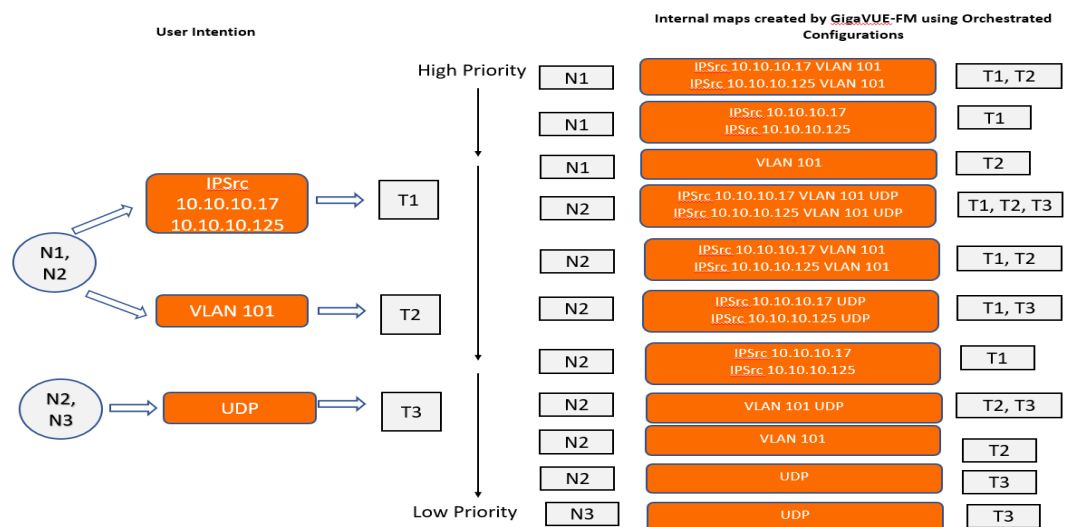 User Intention
Internal maps created by GigaVUE-FM using Orchestrated
Configurations
High Priority
N1
IPSrc 10.10.10.17 VLAN 101
IPSrc 10.10.10.125 VLAN 101
T1, T2
N1
IPSrc 10.10.10.17
IPSrc 10.10.10.125
T1
N1
VLAN 101
T2
N2
IPSrc 10.10.10.17 VLAN 101 UDP
IPSrc 10.10.10.125 VLAN 101 UDP
T1, T2, T3
N2
IPSrc 10.10.10.17 VLAN 101
IPSrc 10.10.10.125 VLAN 101
T1, T2
N2
IPSrc 10.10.10.17 UDP
IPSrc 10.10.10.125 UDP
T1, T3
N2
IPSrc 10.10.10.17
IPSrc 10.10.10.125
T1
N2
VLAN 101 UDP
T2, T3
N2
VLAN 101
T2
N2
UDP
T3
Low Priority
N3
UDP
T3
N1,
N2
IPSrc
10.10.10.17
10.10.10.125
T1
VLAN 101
T2
N2,
N3
UDP
T3